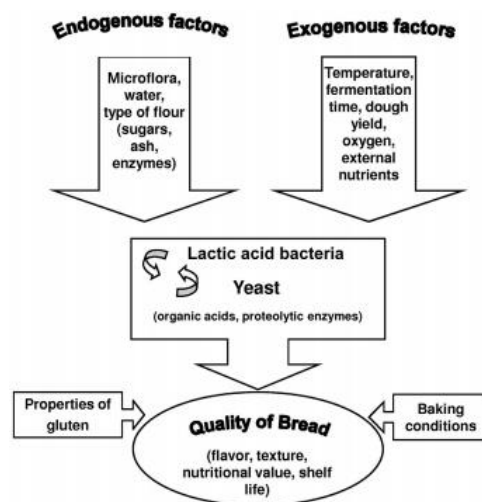 Endogenous factors
Exogenous factors
Microflora,
water,
type of flour
(sugars,
ash,
enzymes)
Temperature,
fermentation
time, dough
yield,
oxygen,
external
nutrients
Lactic acid bacteria
Yeast
(organic acids, proteolytic enzymes)
Properties of
gluten
Quality of Bread
(flavor, texture,
nutritional value, shelf
life)
Baking
conditions